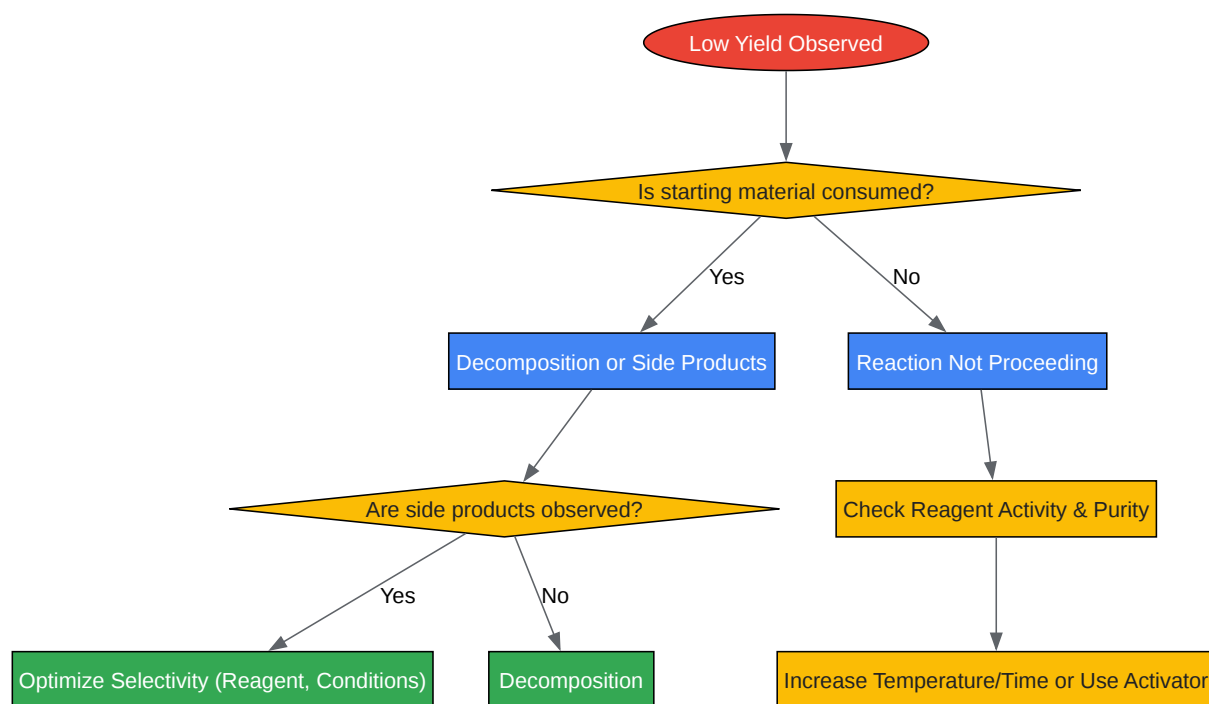 Low Yield Observed
Is starting material consumed?
Yes
No
Decomposition or Side Products
Reaction Not Proceeding
Are side products observed?
Check Reagent Activity & Purity
Yes
No
Optimize Selectivity (Reagent, Conditions)
Decomposition
Increase Temperature/Time or Use Activator